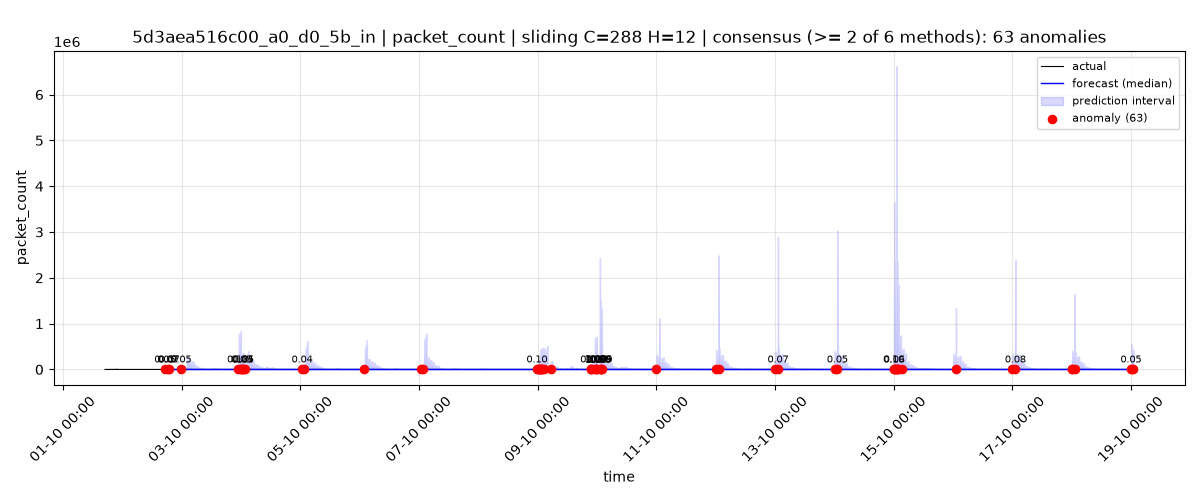 5d3aea516c00_a0_d0_5b_in | packet_count | sliding C=288 H=12 | consensus (>= 2 of 6 methods): 63 anomalies
1e6
actual
forecast (median)
prediction interval
anomaly (63)
6
5
4
3
2
1
0
packet_count
0.04
0.10
0.07
0.05
0.08
0.05
01-10 00:00
03-10 00:00
05-10 00:00
07-10 00:00
09-10 00:00
11-10 00:00
13-10 00:00
15-10 00:00
17-10 00:00
19-10 00:00
time